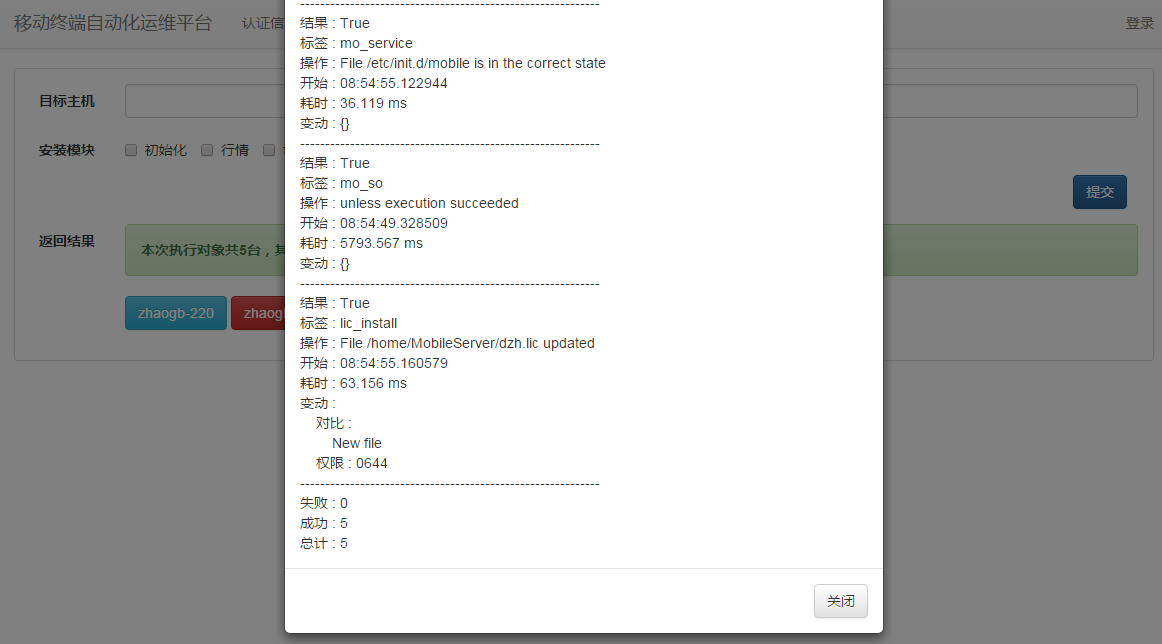 移动终端自动化运维平台 认证信 登录
目标主机
安装模块 初始化 行情
提交
返回结果 本次执行对象共5台，其
zhaogb-220 zhaog
------------------------------------------------------------
结果 : True
标签 : mo_service
操作 : File /etc/init.d/mobile is in the correct state
开始 : 08:54:55.122944
耗时 : 36.119 ms
变动 : {}
------------------------------------------------------------
结果 : True
标签 : mo_so
操作 : unless execution succeeded
开始 : 08:54:49.328509
耗时 : 5793.567 ms
变动 : {}
------------------------------------------------------------
结果 : True
标签 : lic_install
操作 : File /home/MobileServer/dzh.lic updated
开始 : 08:54:55.160579
耗时 : 63.156 ms
变动 :
对比 :
New file
权限 : 0644
------------------------------------------------------------
失败 : 0
成功 : 5
总计 : 5
关闭